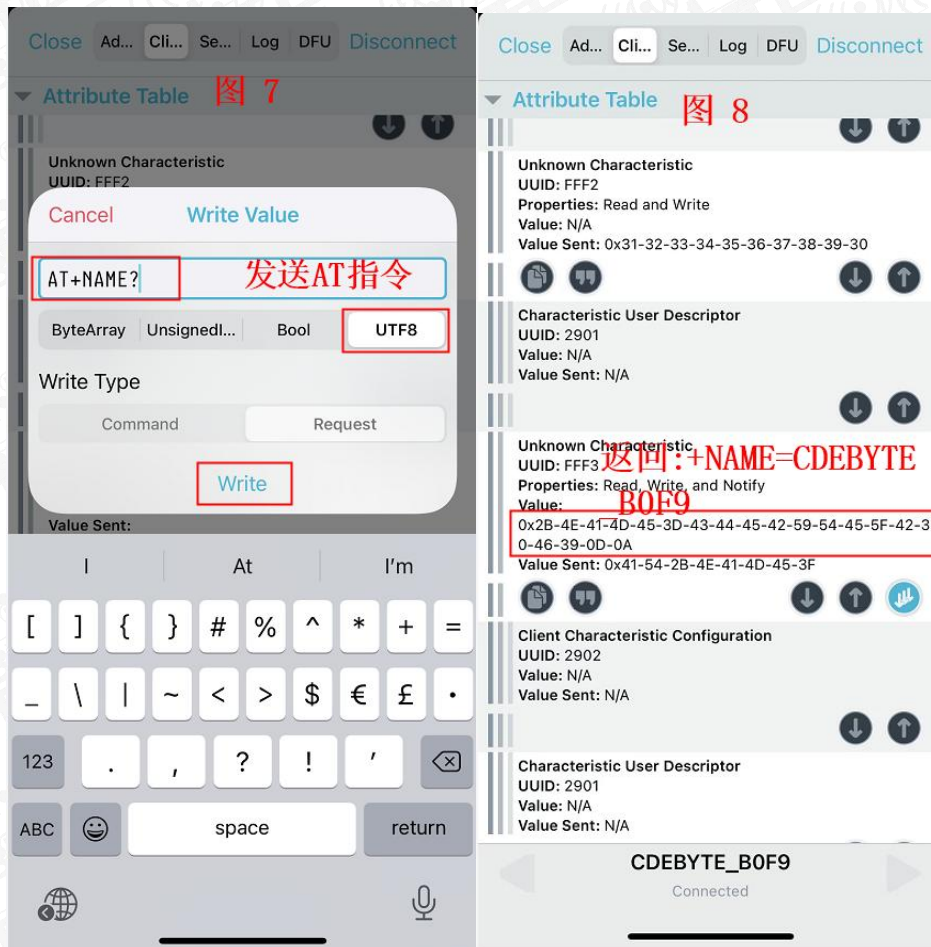 Close Ad... Cli... Se... Log DFU Disconnect
Attribute Table 图 7
Unknown Characteristic
UUID: FFF2
Cancel Write Value
AT+NAME? 发送AT指令
ByteArray UnsignedI... Bool UTF8
Write Type
Command Request
Write
Value Sent:
I At I'm
[ ] { } # % ^ * + =
_ \ | ~ < > $ € £ •
123 . , ? ! ' 
ABC space return
Close Ad... Cli... Se... Log DFU Disconnect
Attribute Table 图 8
Unknown Characteristic
UUID: FFF2
Properties: Read and Write
Value: N/A
Value Sent: 0x31-32-33-34-35-36-37-38-39-30
Characteristic User Descriptor
UUID: 2901
Value: N/A
Value Sent: N/A
Unknown Characteristic
返回:+NAME=CDEBYTE
_B0F9
UUID: FFF3
Properties: Read, Write, and Notify
Value:
0x2B-4E-41-4D-45-3D-43-44-45-42-59-54-45-5F-42-3
0-46-39-0D-0A
Value Sent: 0x41-54-2B-4E-41-4D-45-3F
Client Characteristic Configuration
UUID: 2902
Value: N/A
Value Sent: N/A
Characteristic User Descriptor
UUID: 2901
Value: N/A
Value Sent: N/A
CDEBYTE_B0F9
Connected